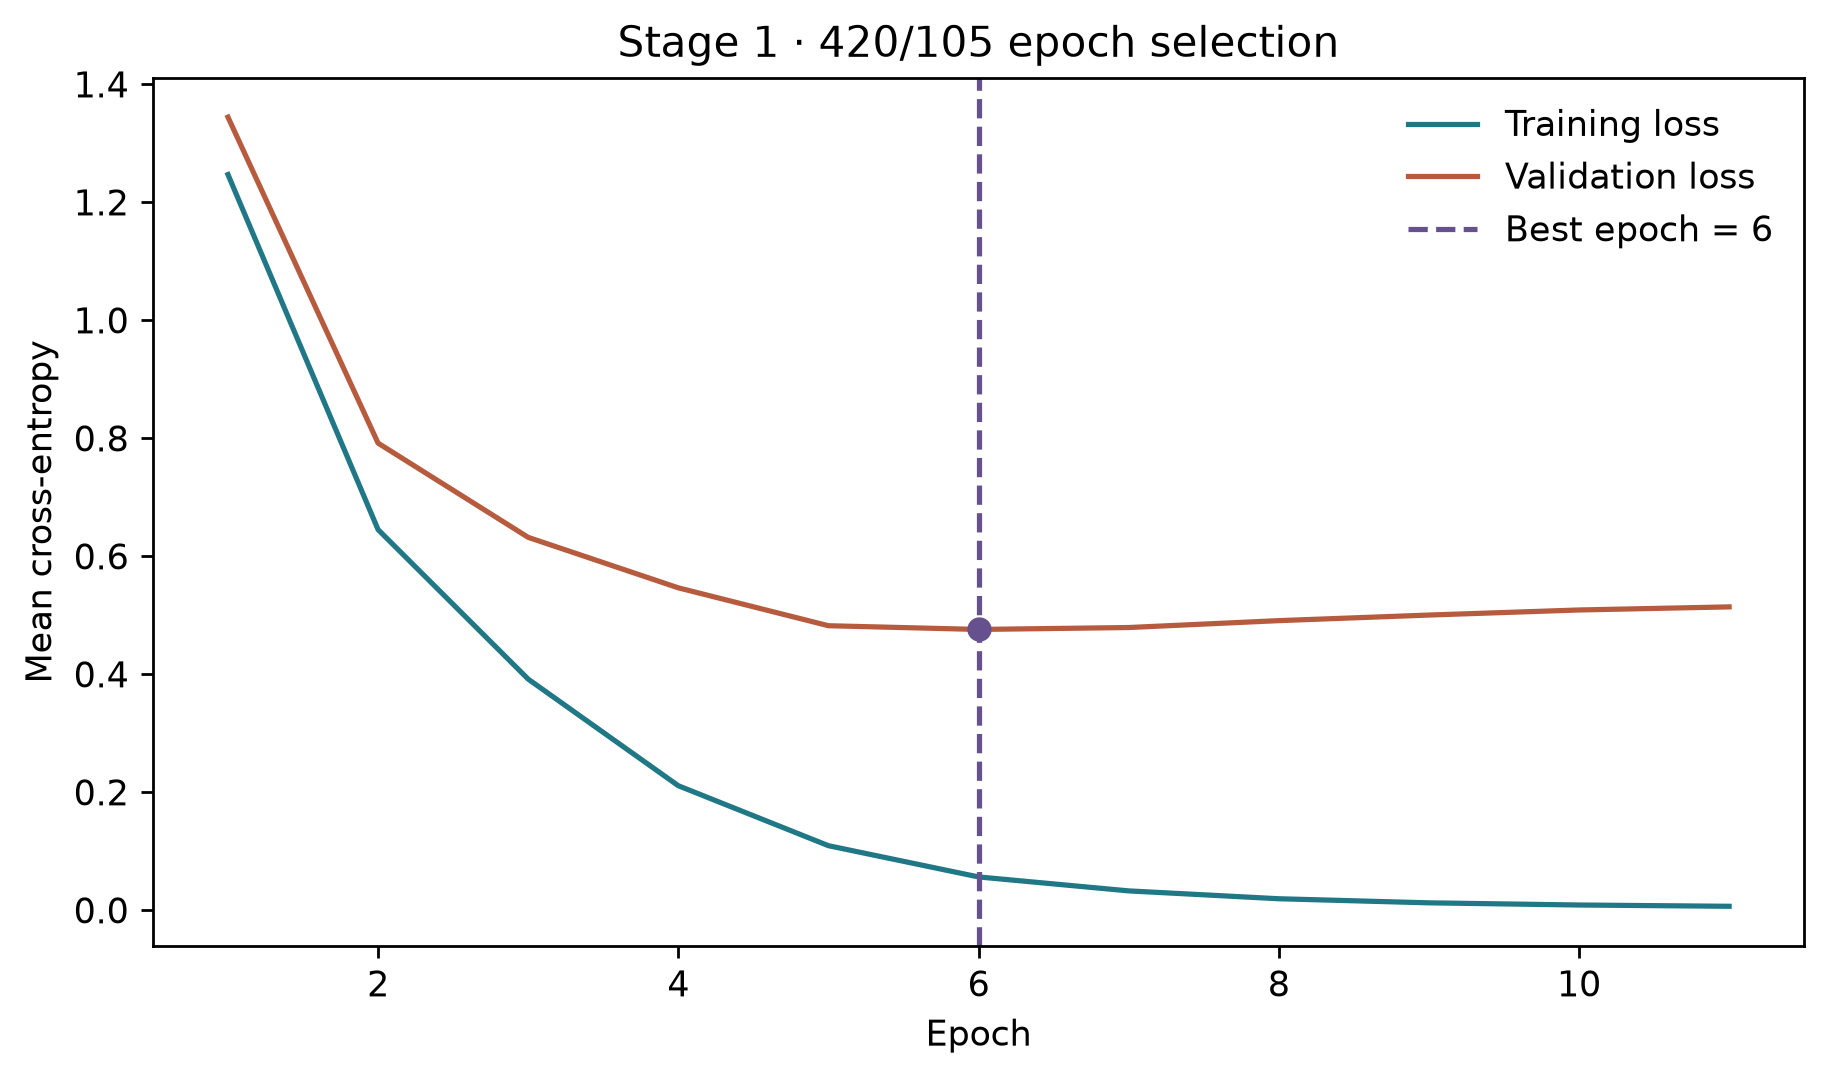 Stage 1 · 420/105 epoch selection
1.4
1.2
1.0
0.8
0.6
0.4
0.2
0.0
Mean cross-entropy
Training loss
Validation loss
Best epoch = 6
2 4 6 8 10
Epoch